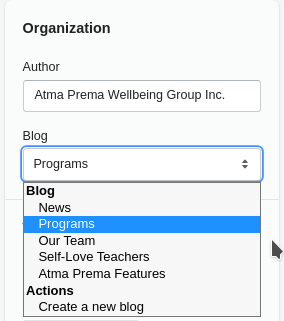 Organization
Author
Atma Prema Wellbeing Group Inc.
Blog
Programs
Blog
News
Programs
Our Team
Self-Love Teachers
Atma Prema Features
Actions
Create a new blog